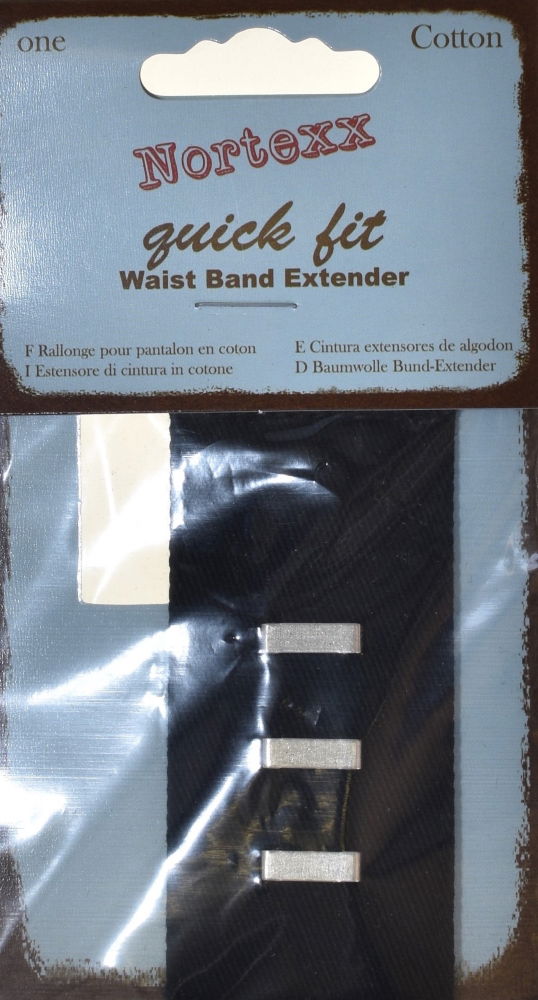 one
Cotton
Nortexx
quick fit
Waist Band Extender
F Rallonge pour pantalon en coton
I Estensore di cintura in cotone
E Cintura extensores de algodon
D Baumwolle Bund-Extender